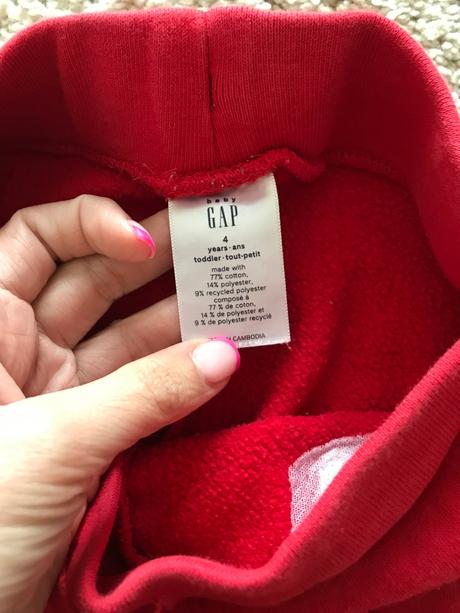 baby
GAP
4
years·ans
toddler·tout-petit
made with
77% cotton,
14% polyester,
9% recycled polyester
composé à
77 % de coton,
14 % de polyester et
9 % de polyester recyclé
CAMBODIA